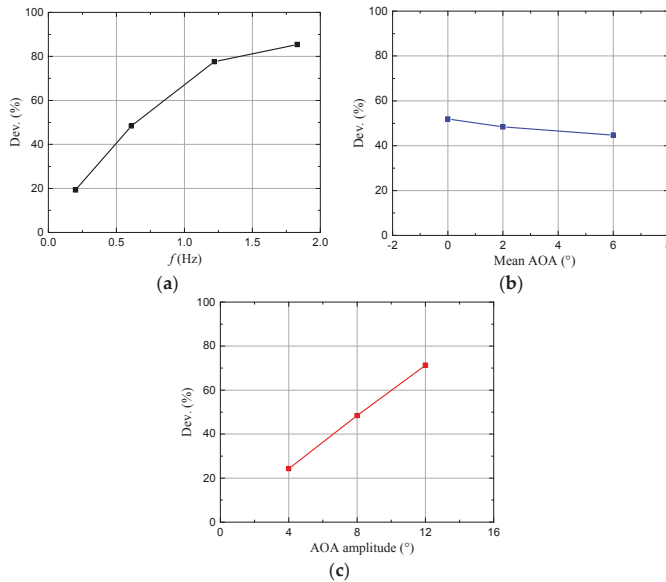 100
80
60
40
20
0
Dev. (%)
0.0 0.5 1.0 1.5 2.0
f (Hz)
(a)
100
80
60
40
20
0
Dev. (%)
-2 0 2 4 6 8
Mean AOA (°)
(b)
100
80
60
40
20
0
Dev. (%)
0 4 8 12 16
AOA amplitude (°)
(c)